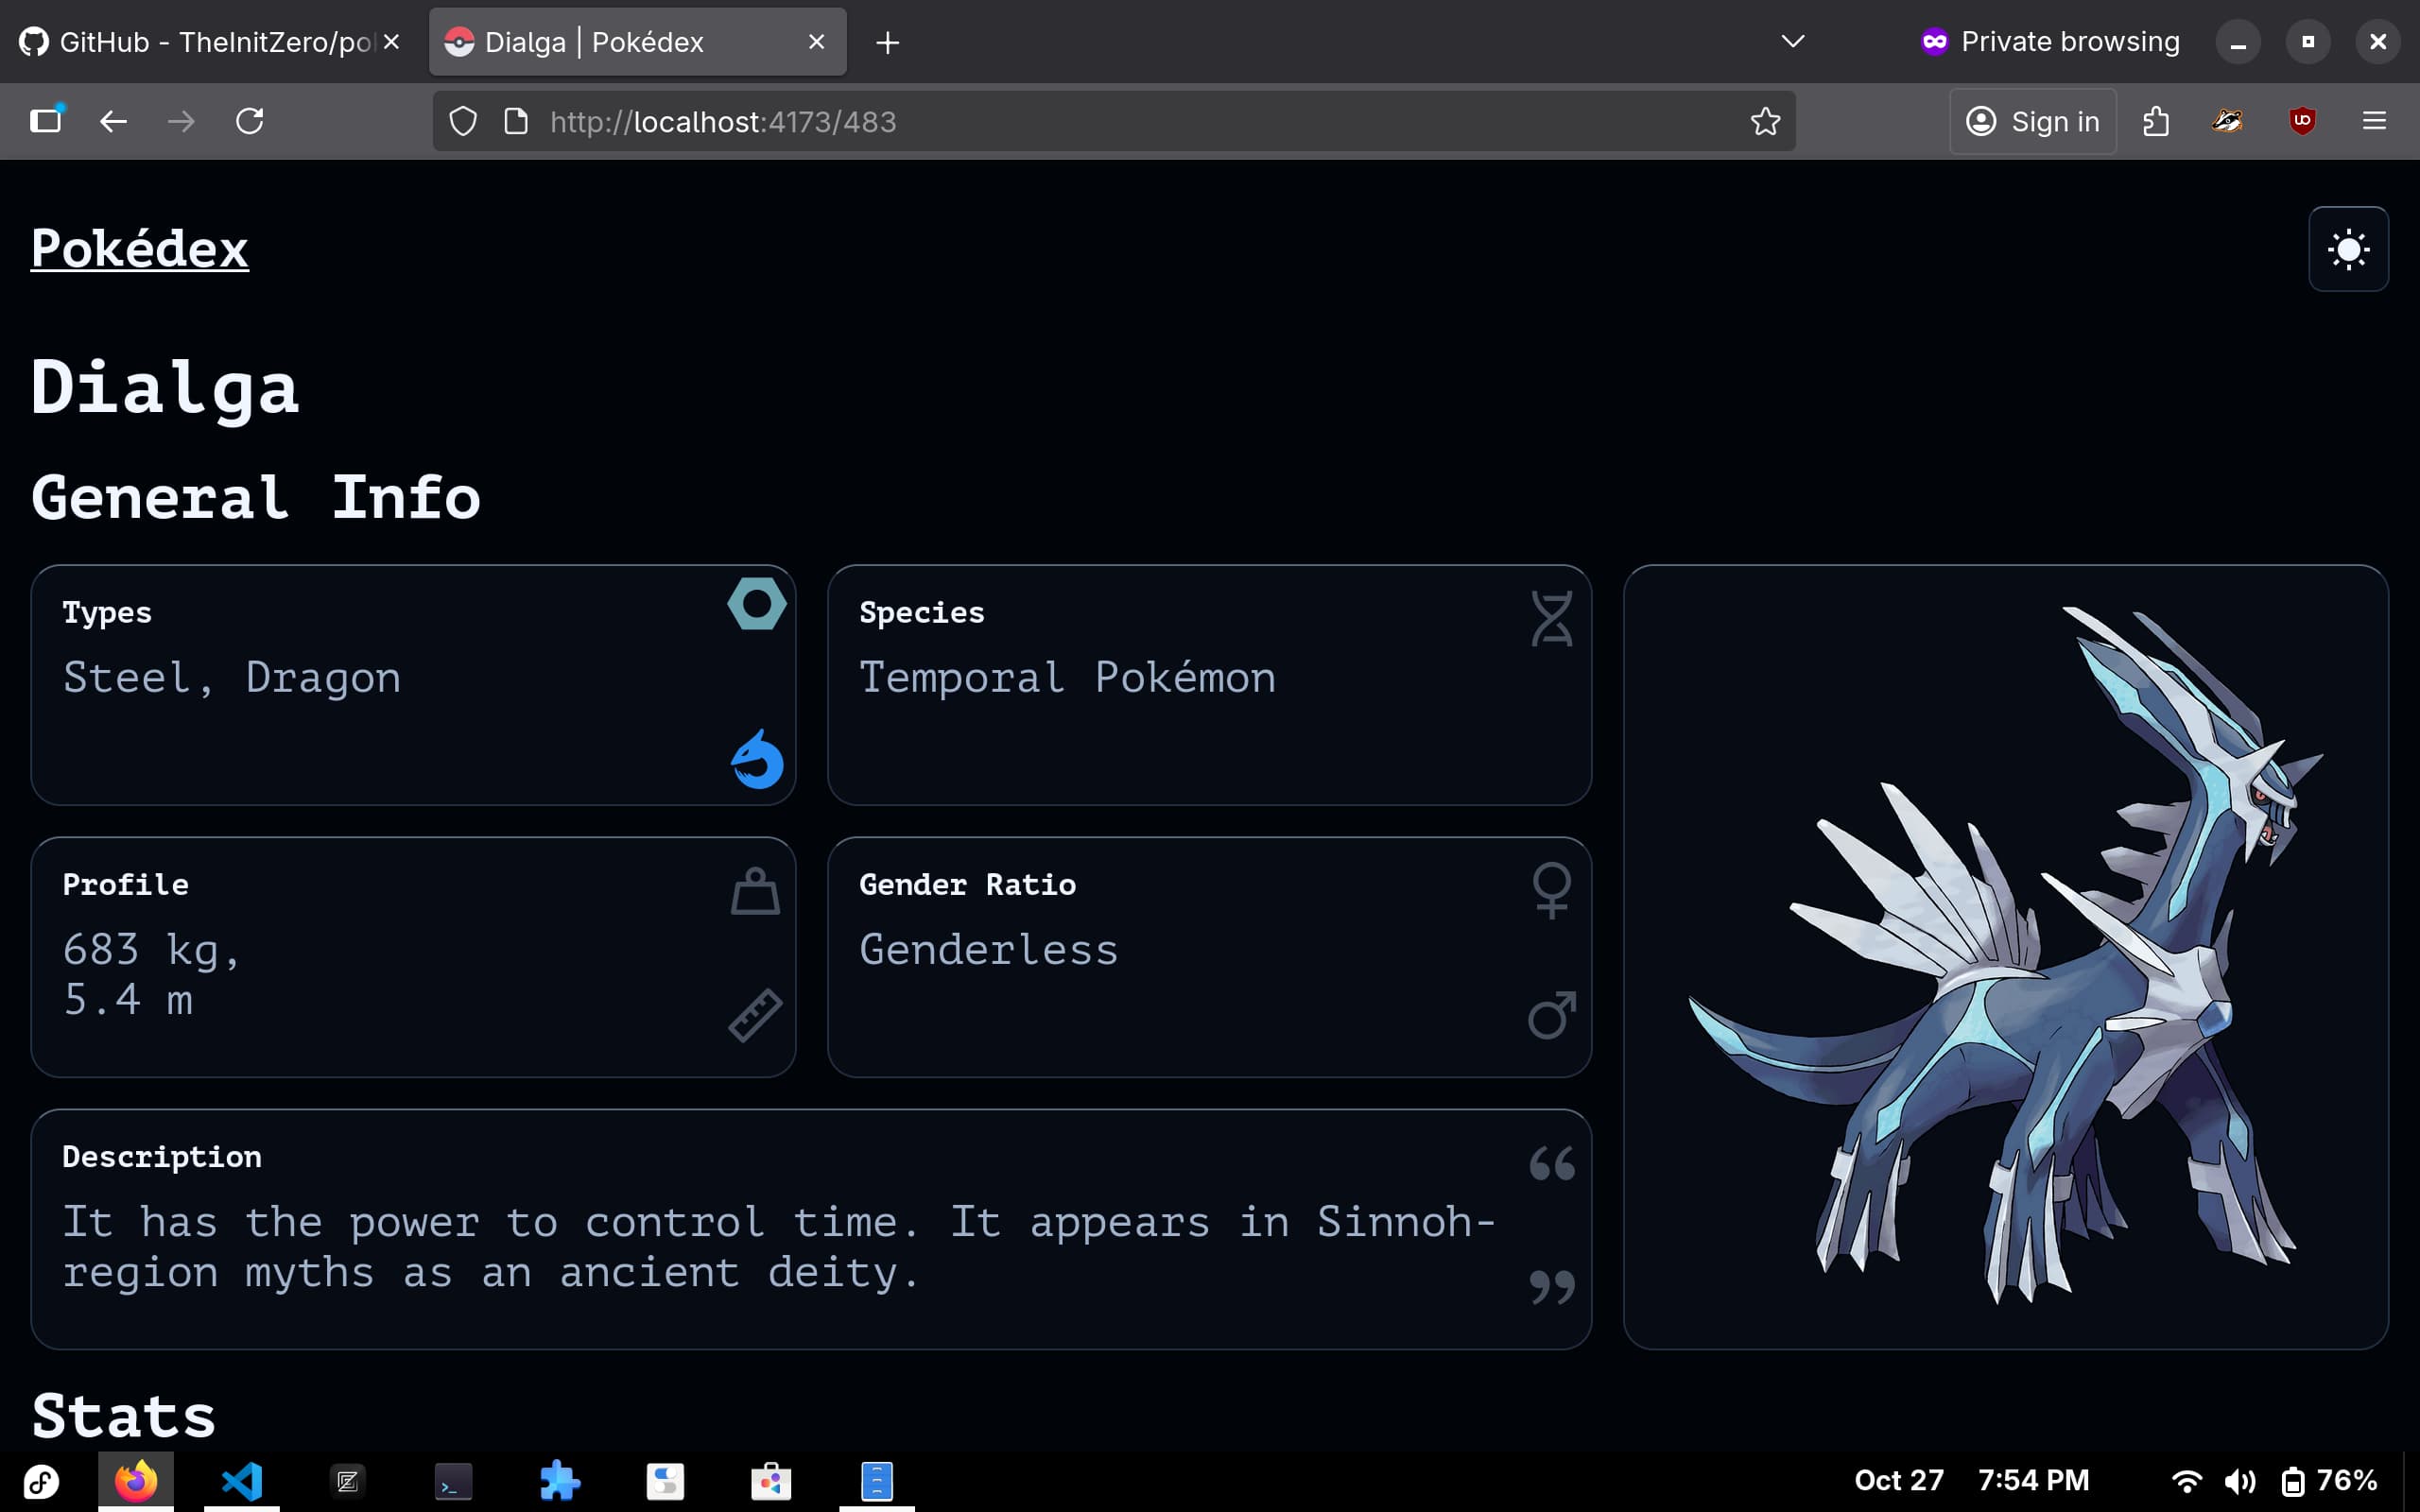 GitHub - TheInitZero/po
Dialga | Pokédex
Private browsing
http://localhost:4173/483
Sign in
Pokédex
Dialga
General Info
Types
Steel, Dragon
Species
Temporal Pokémon
Profile
683 kg,
5.4 m
Gender Ratio
Genderless
Description
It has the power to control time. It appears in Sinnoh-
region myths as an ancient deity.
Stats
Oct 27
7:54 PM
76%